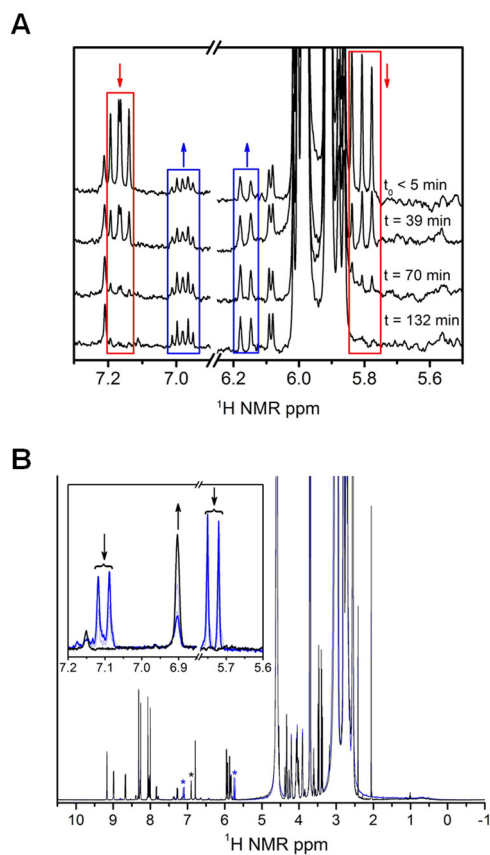 A
t₀ < 5 min
t = 39 min
t = 70 min
t = 132 min
7.2 7.0 6.2 6.0 5.8 5.6
¹H NMR ppm
B
7.2 7.1 7.0 6.9 5.7 5.6
* * *
10 9 8 7 6 5 4 3 2 1 0 -1
¹H NMR ppm